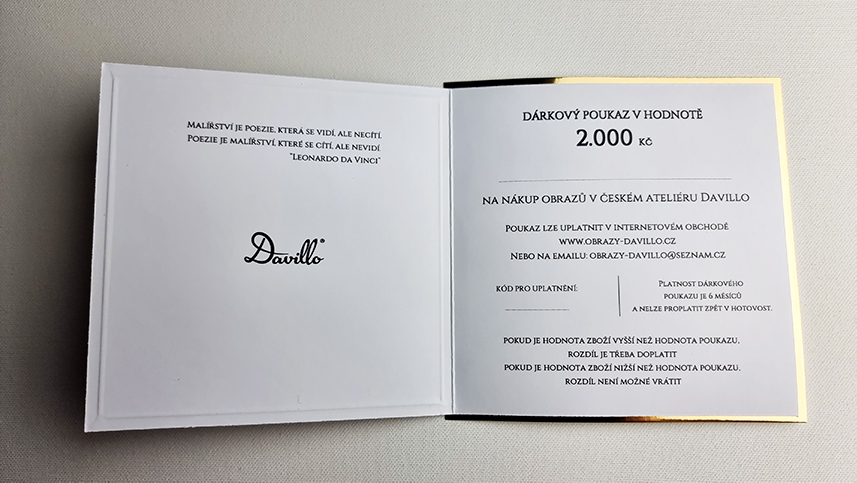 MALÍŘSTVÍ JE POEZIE, KTERÁ SE VIDÍ, ALE NECÍTÍ.
POEZIE JE MALÍŘSTVÍ, KTERÉ SE CÍTÍ, ALE NEVIDÍ.
"LEONARDO DA VINCI"
Davillo®
DÁRKOVÝ POUKAZ V HODNOTĚ
2.000 KČ
NA NÁKUP OBRAZŮ V ČESKÉM ATELIÉRU DAVILLO
POUKAZ LZE UPLATNIT V INTERNETOVÉM OBCHODĚ
WWW.OBRAZY-DAVILLO.CZ
NEBO NA EMAILU: OBRAZY-DAVILLO@SEZNAM.CZ
KÓD PRO UPLATNĚNÍ:
PLATNOST DÁRKOVÉHO
POUKAZU JE 6 MĚSÍCŮ
A NELZE PROPLATIT ZPĚT V HOTOVOST.
POKUD JE HODNOTA ZBOŽÍ VYŠŠÍ NEŽ HODNOTA POUKAZU,
ROZDÍL JE TŘEBA DOPLATIT
POKUD JE HODNOTA ZBOŽÍ NIŽŠÍ NEŽ HODNOTA POUKAZU,
ROZDÍL NENÍ MOŽNÉ VRÁTIT